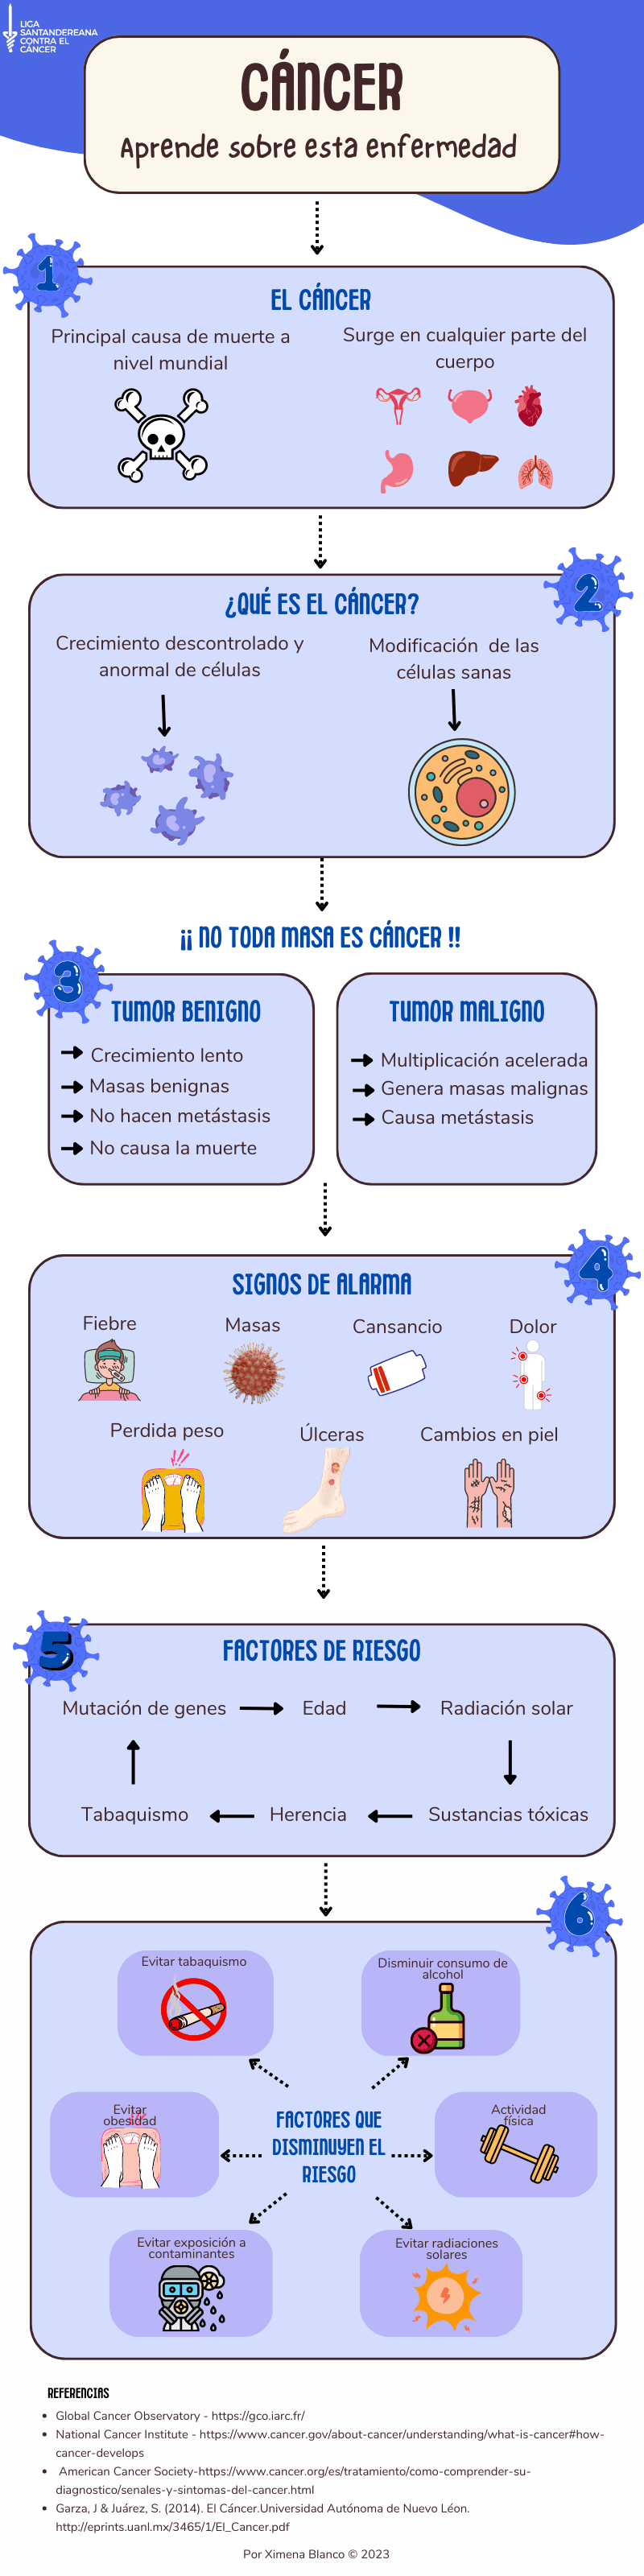 LIGA
SANTANDEREANA
CONTRA EL
CÁNCER
CÁNCER
Aprende sobre esta enfermedad
1
EL CÁNCER
Principal causa de muerte a
nivel mundial
Surge en cualquier parte del
cuerpo
2
¿QUÉ ES EL CÁNCER?
Crecimiento descontrolado y
anormal de células
Modificación de las
células sanas
¡¡ NO TODA MASA ES CÁNCER !!
3
TUMOR BENIGNO
Crecimiento lento
Masas benignas
No hacen metástasis
No causa la muerte
TUMOR MALIGNO
Multiplicación acelerada
Genera masas malignas
Causa metástasis
4
SIGNOS DE ALARMA
Fiebre
Masas
Cansancio
Dolor
Perdida peso
Úlceras
Cambios en piel
5
FACTORES DE RIESGO
Mutación de genes
Edad
Radiación solar
Tabaquismo
Herencia
Sustancias tóxicas
6
Evitar tabaquismo
Disminuir consumo de
alcohol
Evitar
obesidad
FACTORES QUE
DISMINUYEN EL
RIESGO
Actividad
física
Evitar exposición a
contaminantes
Evitar radiaciones
solares
REFERENCIAS
• Global Cancer Observatory - https://gco.iarc.fr/
• National Cancer Institute - https://www.cancer.gov/about-cancer/understanding/what-is-cancer#how-
cancer-develops
• American Cancer Society-https://www.cancer.org/es/tratamiento/como-comprender-su-
diagnostico/senales-y-sintomas-del-cancer.html
• Garza, J & Juárez, S. (2014). El Cáncer.Universidad Autónoma de Nuevo Léon.
http://eprints.uanl.mx/3465/1/El_Cancer.pdf
Por Ximena Blanco © 2023